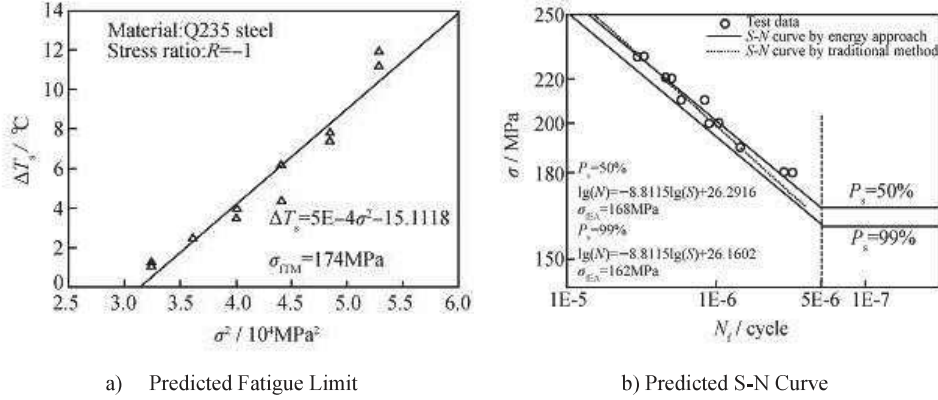 14
12
10
8
6
4
2
0
2.5
3.0
3.5
4.0
4.5
5.0
5.5
6.0
ΔTs / ℃
σ² / 10⁴MPa²
Material:Q235 steel
Stress ratio:R=−1
ΔTs=5E−4σ²−15.1118
σITM=174MPa
a) Predicted Fatigue Limit
250
220
200
180
150
σ / MPa
1E-5
1E-6
5E-6
1E-7
Nf / cycle
Test data
S-N curve by energy approach
S-N curve by traditional method
Ps=50%
lg(N)=−8.8115lg(S)+26.2916
σIEA=168MPa
Ps=99%
lg(N)=−8.8115lg(S)+26.1602
σIEA=162MPa
Ps=50%
Ps=99%
b) Predicted S-N Curve